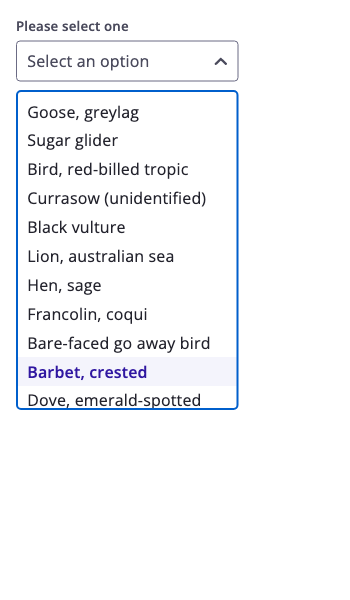 Please select one
Select an option
Goose, greylag
Sugar glider
Bird, red-billed tropic
Currasow (unidentified)
Black vulture
Lion, australian sea
Hen, sage
Francolin, coqui
Bare-faced go away bird
Barbet, crested
Dove, emerald-spotted